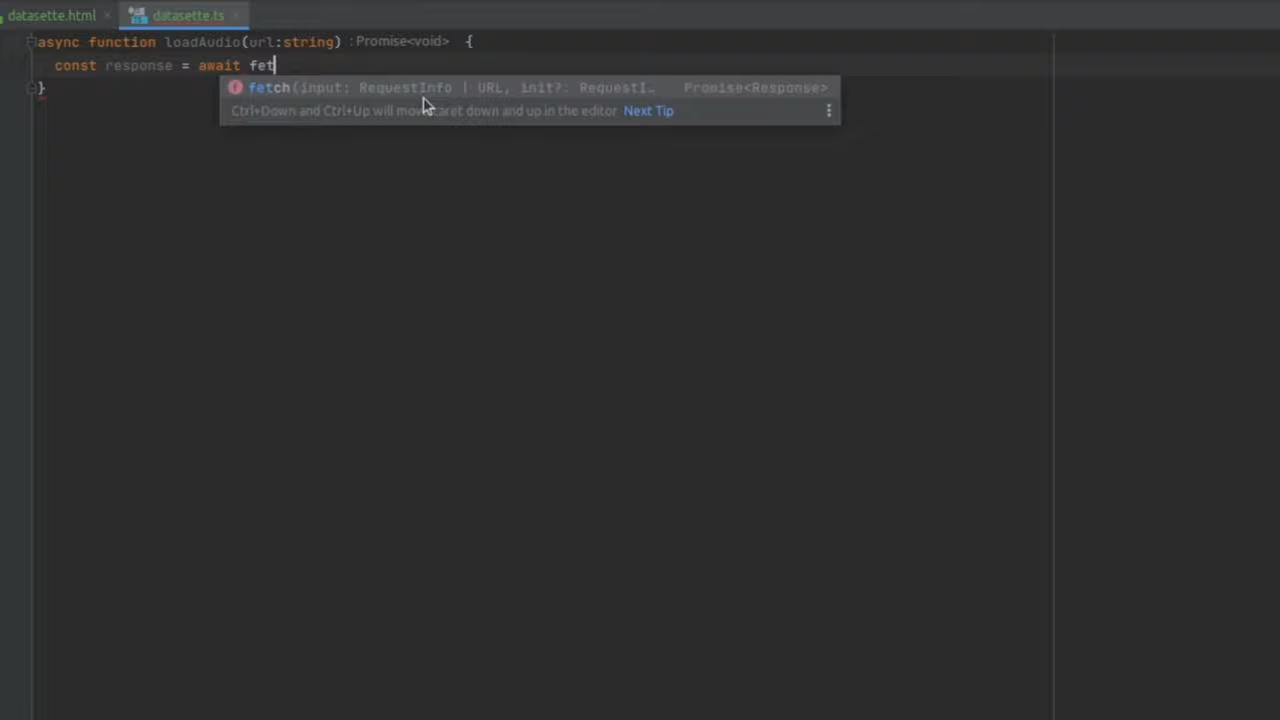 datasette.html × datasette.ts ×
async function loadAudio(url:string) : Promise<void> {
const response = await fet
fetch(input: RequestInfo | URL, init?: RequestI… Promise<Response>
Ctrl+Down and Ctrl+Up will move caret down and up in the editor Next Tip
}